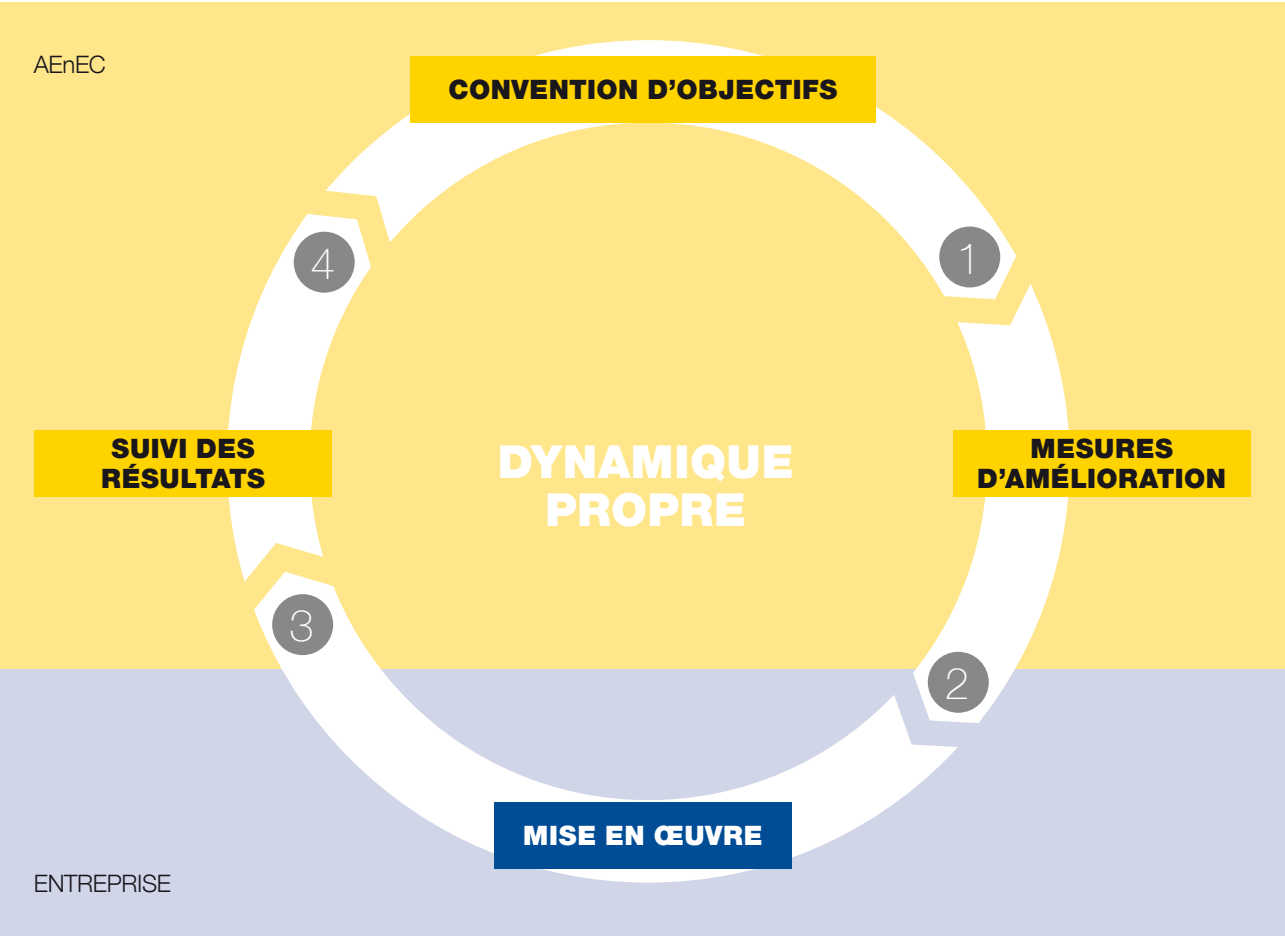 AEnEC
CONVENTION D’OBJECTIFS
4
1
SUIVI DES
RÉSULTATS
DYNAMIQUE
PROPRE
MESURES
D’AMÉLIORATION
3
2
MISE EN ŒUVRE
ENTREPRISE